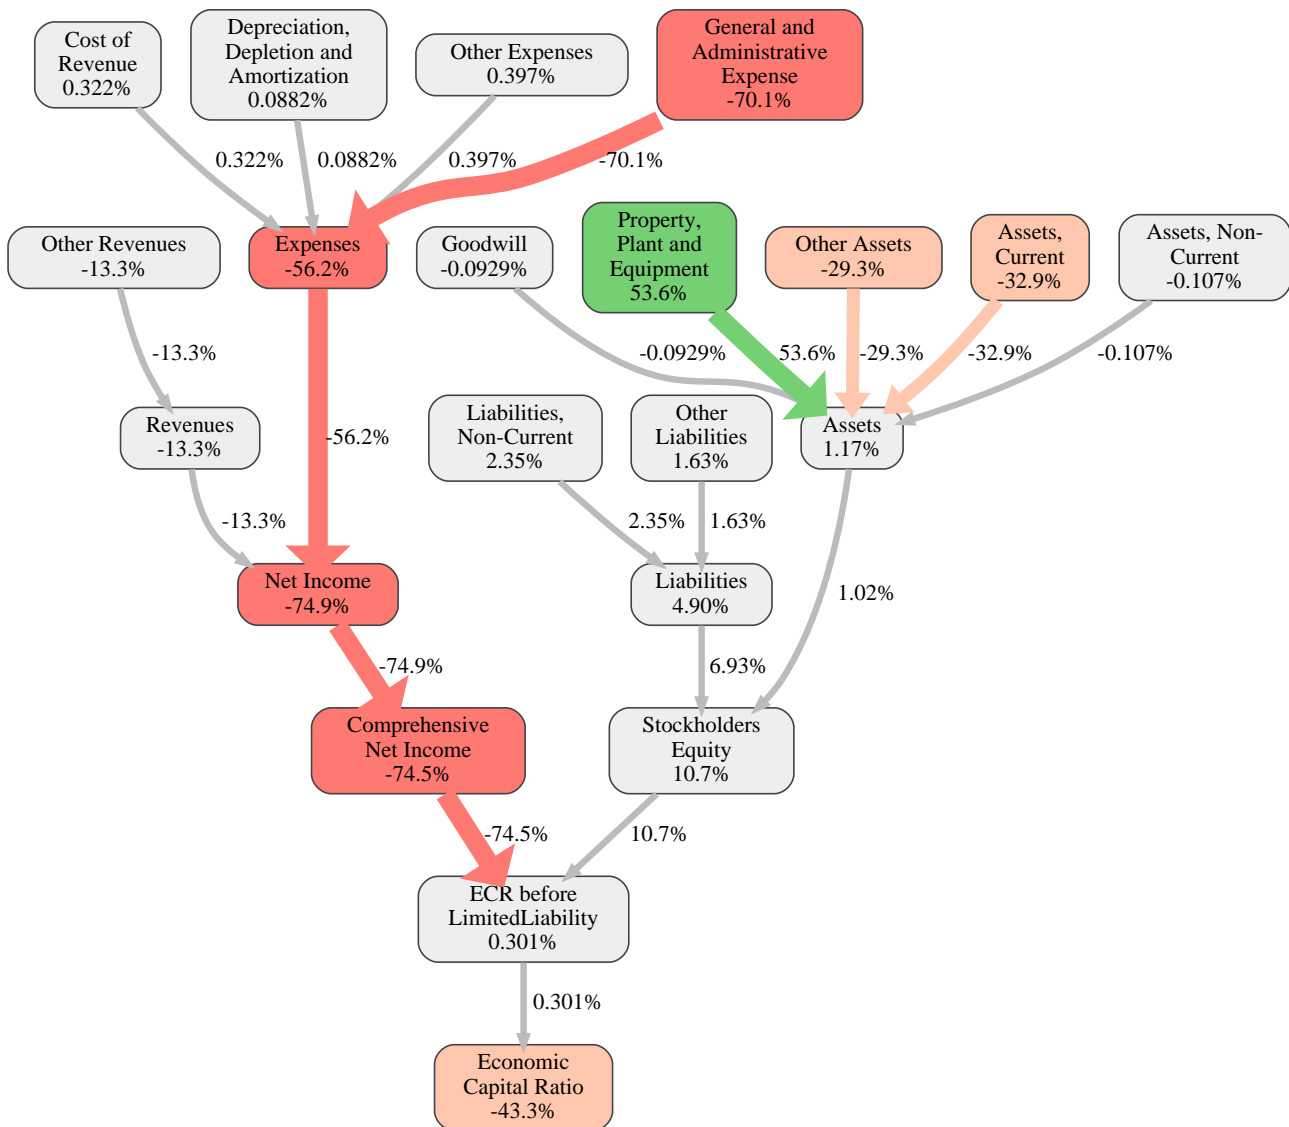 Cost of
Revenue
0.322%
Depreciation,
Depletion and
Amortization
0.0882%
Other Expenses
0.397%
General and
Administrative
Expense
-70.1%
0.322%
0.0882%
0.397%
-70.1%
Other Revenues
-13.3%
Expenses
-56.2%
Goodwill
-0.0929%
Property,
Plant and
Equipment
53.6%
Other Assets
-29.3%
Assets,
Current
-32.9%
Assets, Non-
Current
-0.107%
-13.3%
-56.2%
-0.0929%
53.6%
-29.3%
-32.9%
-0.107%
Revenues
-13.3%
Liabilities,
Non-Current
2.35%
Other
Liabilities
1.63%
Assets
1.17%
-13.3%
2.35%
1.63%
1.02%
Net Income
-74.9%
Liabilities
4.90%
-74.9%
6.93%
Comprehensive
Net Income
-74.5%
Stockholders
Equity
10.7%
-74.5%
10.7%
ECR before
LimitedLiability
0.301%
0.301%
Economic
Capital Ratio
-43.3%